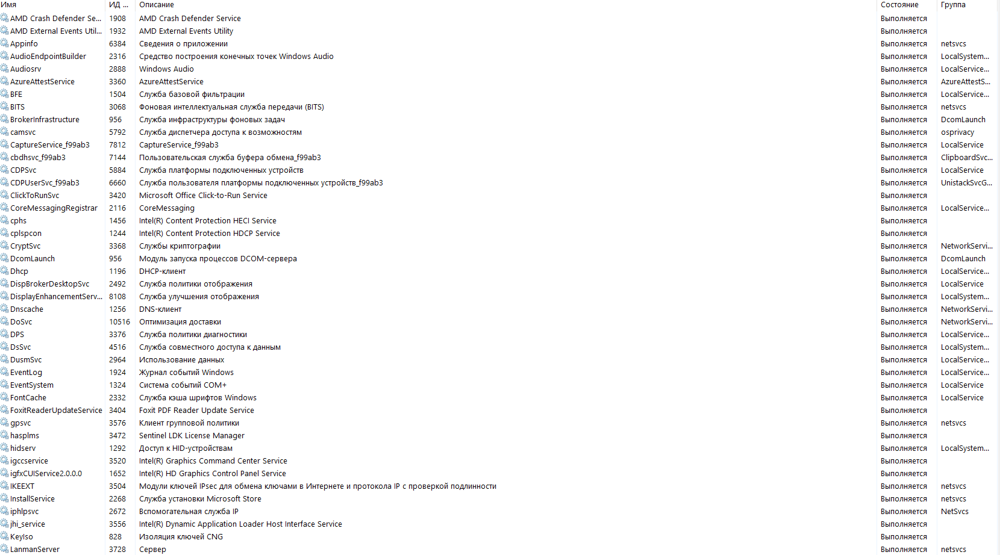 Имя ИД ... Описание Состояние Группа
AMD Crash Defender Se... 1908 AMD Crash Defender Service Выполняется
AMD External Events Util... 1932 AMD External Events Utility Выполняется
Appinfo 6384 Сведения о приложении Выполняется netsvcs
AudioEndpointBuilder 2316 Средство построения конечных точек Windows Audio Выполняется LocalSystem...
Audiosrv 2888 Windows Audio Выполняется LocalService...
AzureAttestService 3360 AzureAttestService Выполняется AzureAttestS...
BFE 1504 Служба базовой фильтрации Выполняется LocalService...
BITS 3068 Фоновая интеллектуальная служба передачи (BITS) Выполняется netsvcs
BrokerInfrastructure 956 Служба инфраструктуры фоновых задач Выполняется DcomLaunch
camsvc 5792 Служба диспетчера доступа к возможностям Выполняется osprivacy
CaptureService_f99ab3 7812 CaptureService_f99ab3 Выполняется LocalService
cbdhsvc_f99ab3 7144 Пользовательская служба буфера обмена_f99ab3 Выполняется ClipboardSvc...
CDPSvc 5884 Служба платформы подключенных устройств Выполняется LocalService
CDPUserSvc_f99ab3 6660 Служба пользователя платформы подключенных устройств_f99ab3 Выполняется UnistackSvcG...
ClickToRunSvc 3420 Microsoft Office Click-to-Run Service Выполняется
CoreMessagingRegistrar 2116 CoreMessaging Выполняется LocalService...
cphs 1456 Intel(R) Content Protection HECI Service Выполняется
cplspcon 1244 Intel(R) Content Protection HDCP Service Выполняется
CryptSvc 3368 Службы криптографии Выполняется NetworkServi...
DcomLaunch 956 Модуль запуска процессов DCOM-сервера Выполняется DcomLaunch
Dhcp 1196 DHCP-клиент Выполняется LocalService...
DispBrokerDesktopSvc 2492 Служба политики отображения Выполняется LocalService
DisplayEnhancementServ... 8108 Служба улучшения отображения Выполняется LocalSystem...
Dnscache 1256 DNS-клиент Выполняется NetworkServi...
DoSvc 10516 Оптимизация доставки Выполняется NetworkServi...
DPS 3376 Служба политики диагностики Выполняется LocalService...
DsSvc 4516 Служба совместного доступа к данным Выполняется LocalSystem...
DusmSvc 2964 Использование данных Выполняется LocalService...
EventLog 1924 Журнал событий Windows Выполняется LocalService...
EventSystem 1324 Система событий COM+ Выполняется LocalService
FontCache 2332 Служба кэша шрифтов Windows Выполняется LocalService
FoxitReaderUpdateService 3404 Foxit PDF Reader Update Service Выполняется
gpsvc 3576 Клиент групповой политики Выполняется netsvcs
hasplms 3472 Sentinel LDK License Manager Выполняется
hidserv 1292 Доступ к HID-устройствам Выполняется LocalSystem...
igccservice 3520 Intel(R) Graphics Command Center Service Выполняется
igfxCUIService2.0.0.0 1652 Intel(R) HD Graphics Control Panel Service Выполняется
IKEEXT 3504 Модули ключей IPsec для обмена ключами в Интернете и протокола IP с проверкой подлинности Выполняется netsvcs
InstallService 2268 Служба установки Microsoft Store Выполняется netsvcs
iphlpsvc 2672 Вспомогательная служба IP Выполняется NetSvcs
jhi_service 3556 Intel(R) Dynamic Application Loader Host Interface Service Выполняется
KeyIso 828 Изоляция ключей CNG Выполняется
LanmanServer 3728 Сервер Выполняется netsvcs